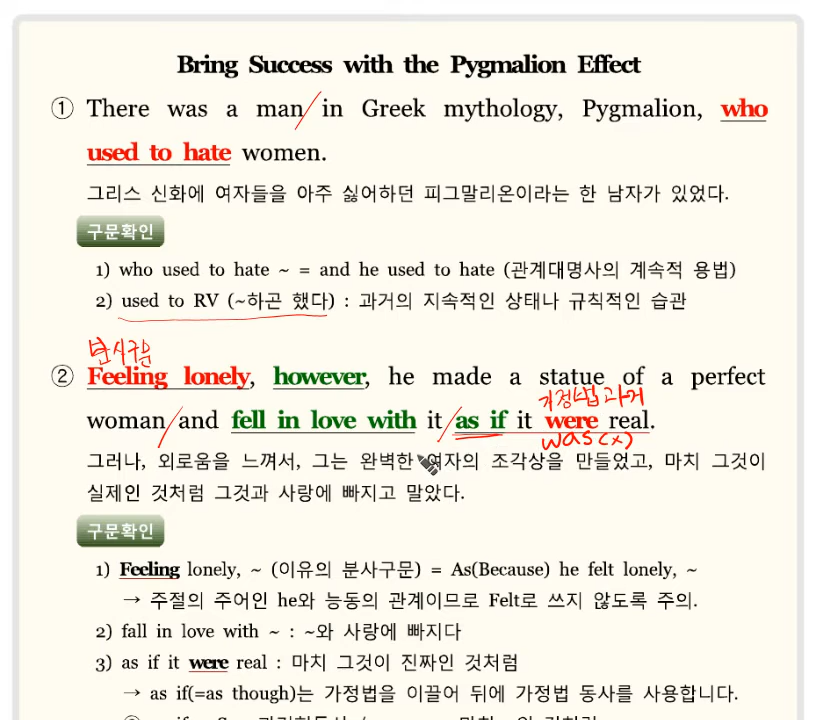 Bring Success with the Pygmalion Effect
① There was a man / in Greek mythology, Pygmalion, who
used to hate women.
그리스 신화에 여자들을 아주 싫어하던 피그말리온이라는 한 남자가 있었다.
구문확인
1) who used to hate ~ = and he used to hate (관계대명사의 계속적 용법)
2) used to RV (~하곤 했다) : 과거의 지속적인 상태나 규칙적인 습관
분사구문
② Feeling lonely, however, he made a statue of a perfect
가정법 과거
woman / and fell in love with it / as if it were real.
was (x)
그러나, 외로움을 느껴서, 그는 완벽한 여자의 조각상을 만들었고, 마치 그것이
실제인 것처럼 그것과 사랑에 빠지고 말았다.
구문확인
1) Feeling lonely, ~ (이유의 분사구문) = As(Because) he felt lonely, ~
→ 주절의 주어인 he와 능동의 관계이므로 Felt로 쓰지 않도록 주의.
2) fall in love with ~ : ~와 사랑에 빠지다
3) as if it were real : 마치 그것이 진짜인 것처럼
→ as if(=as though)는 가정법을 이끌어 뒤에 가정법 동사를 사용합니다.